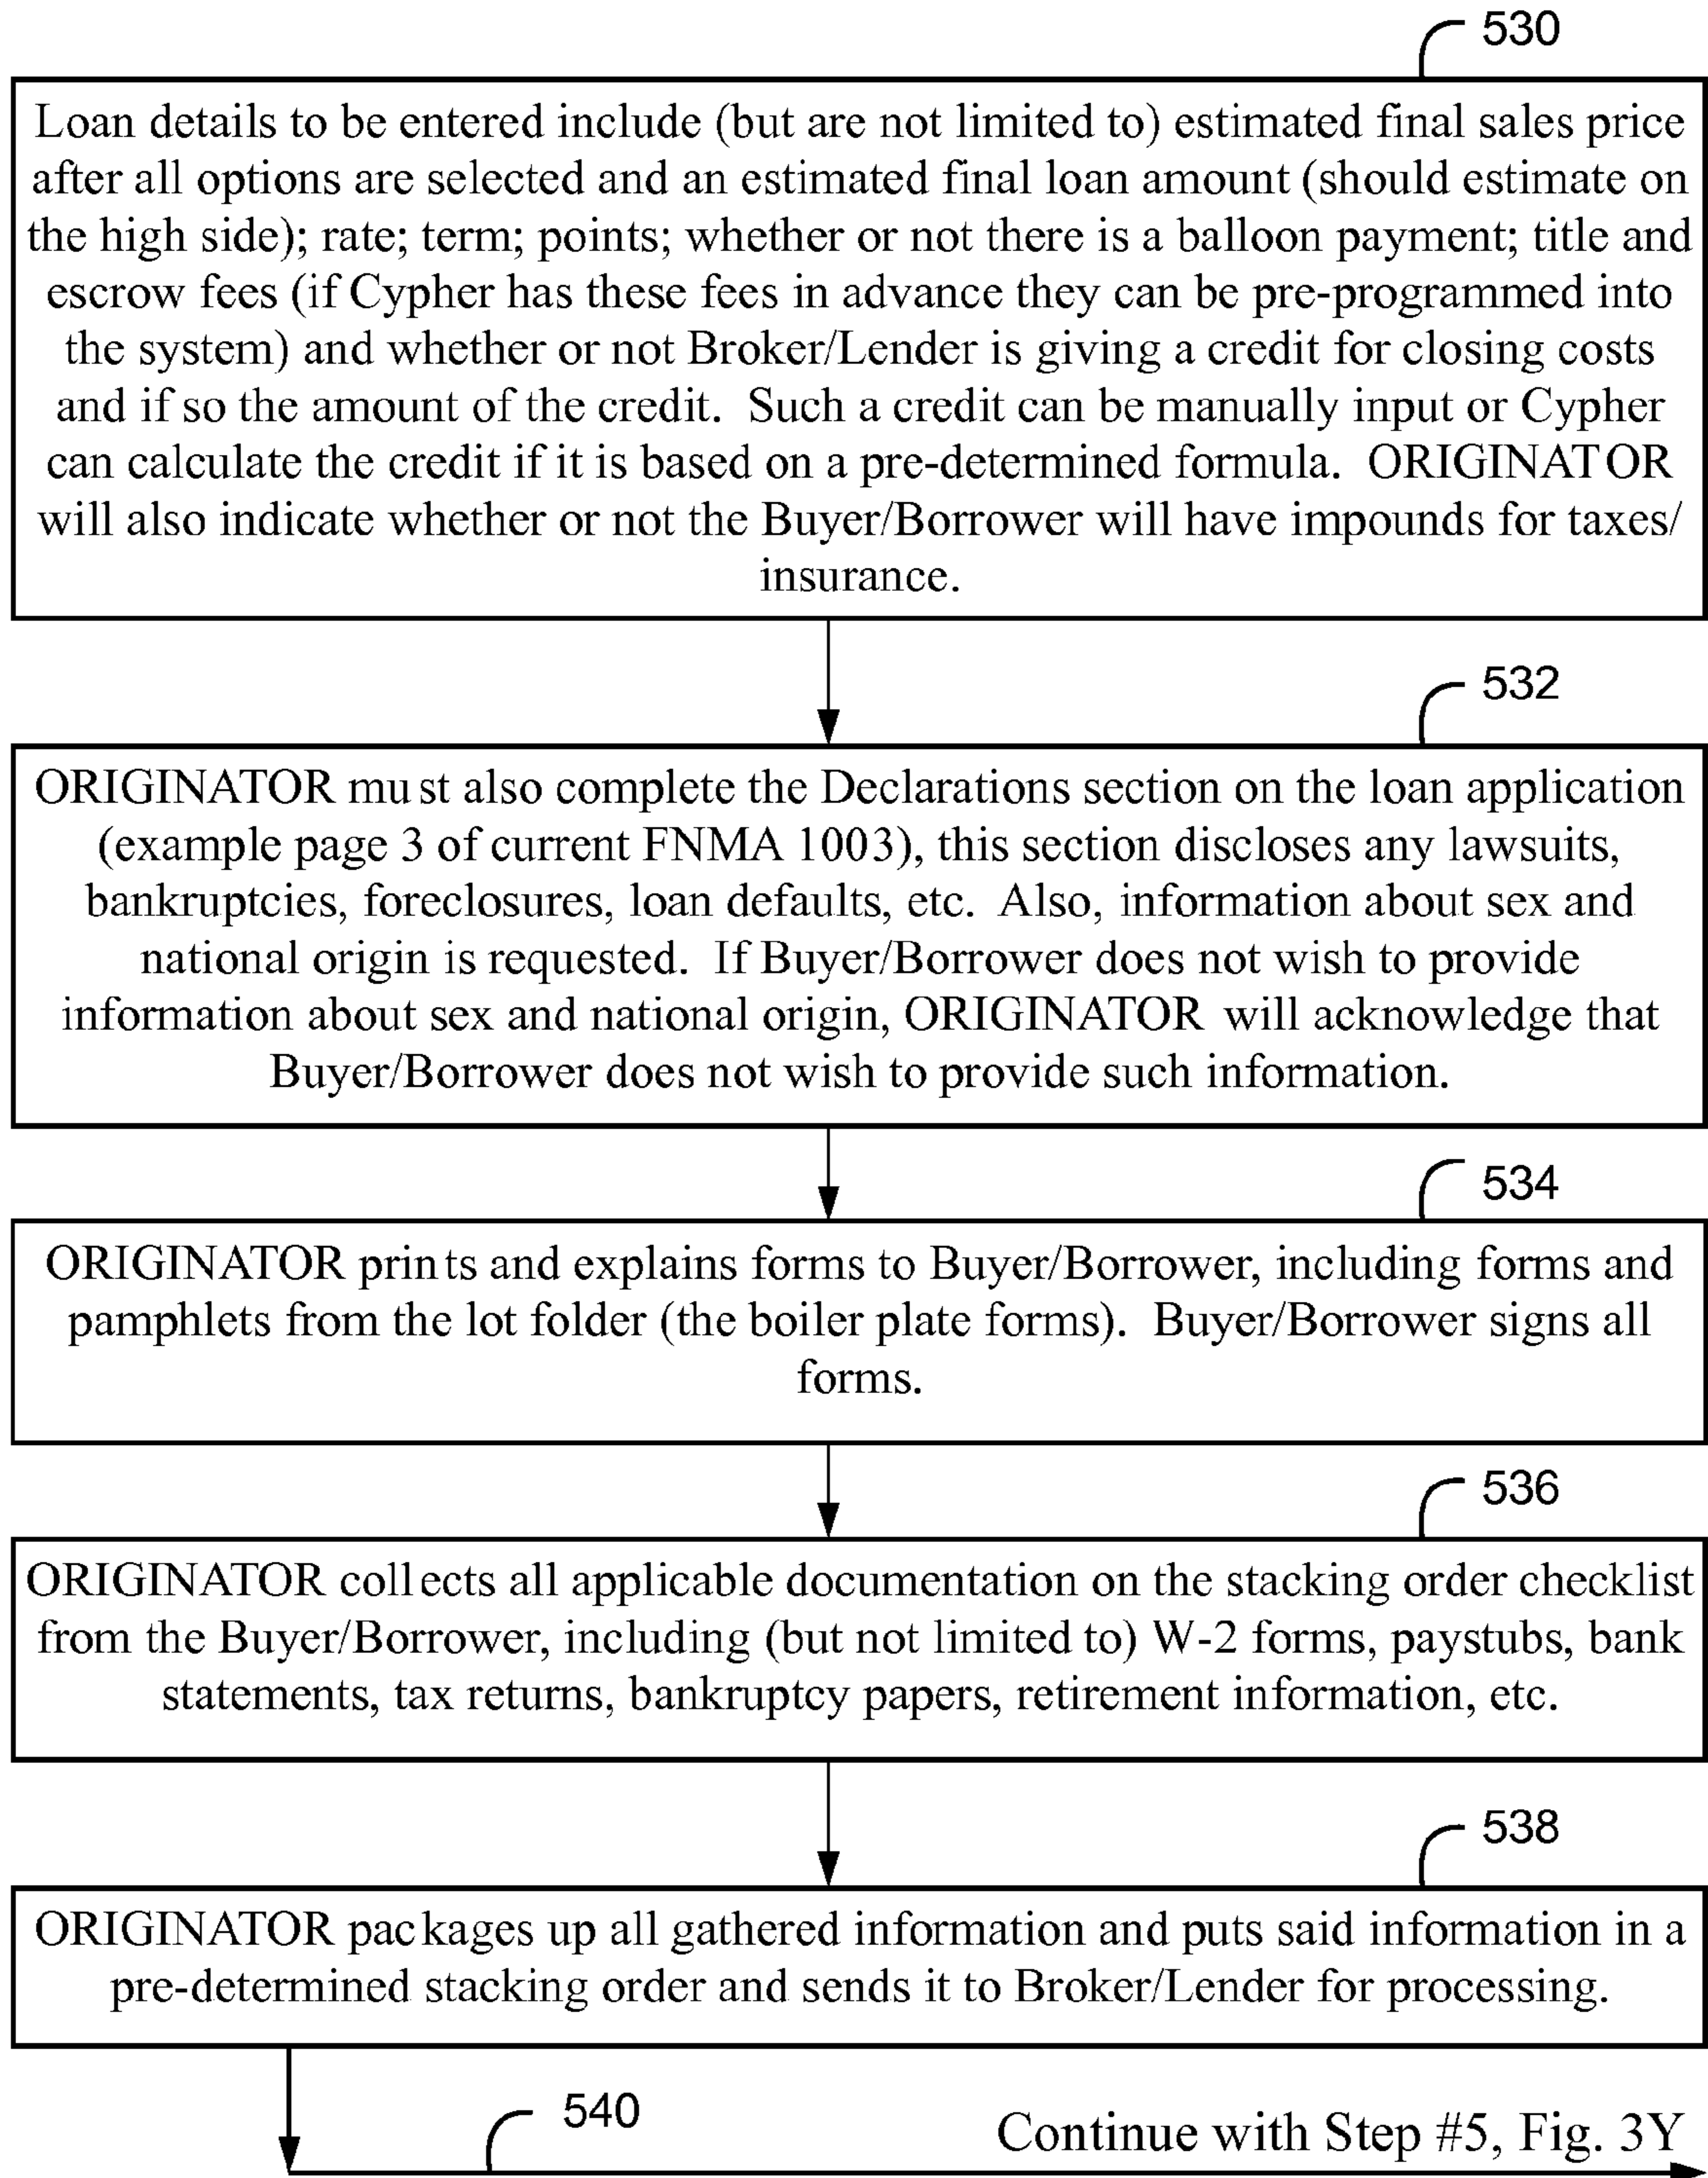 530
Loan details to be entered include (but are not limited to) estimated final sales price
after all options are selected and an estimated final loan amount (should estimate on
the high side); rate; term; points; whether or not there is a balloon payment; title and
escrow fees (if Cypher has these fees in advance they can be pre-programmed into
the system) and whether or not Broker/Lender is giving a credit for closing costs
and if so the amount of the credit. Such a credit can be manually input or Cypher
can calculate the credit if it is based on a pre-determined formula. ORIGINATOR
will also indicate whether or not the Buyer/Borrower will have impounds for taxes/
insurance.
532
ORIGINATOR must also complete the Declarations section on the loan application
(example page 3 of current FNMA 1003), this section discloses any lawsuits,
bankruptcies, foreclosures, loan defaults, etc. Also, information about sex and
national origin is requested. If Buyer/Borrower does not wish to provide
information about sex and national origin, ORIGINATOR will acknowledge that
Buyer/Borrower does not wish to provide such information.
534
ORIGINATOR prints and explains forms to Buyer/Borrower, including forms and
pamphlets from the lot folder (the boiler plate forms). Buyer/Borrower signs all
forms.
536
ORIGINATOR collects all applicable documentation on the stacking order checklist
from the Buyer/Borrower, including (but not limited to) W-2 forms, paystubs, bank
statements, tax returns, bankruptcy papers, retirement information, etc.
538
ORIGINATOR packages up all gathered information and puts said information in a
pre-determined stacking order and sends it to Broker/Lender for processing.
540
Continue with Step #5, Fig. 3Y